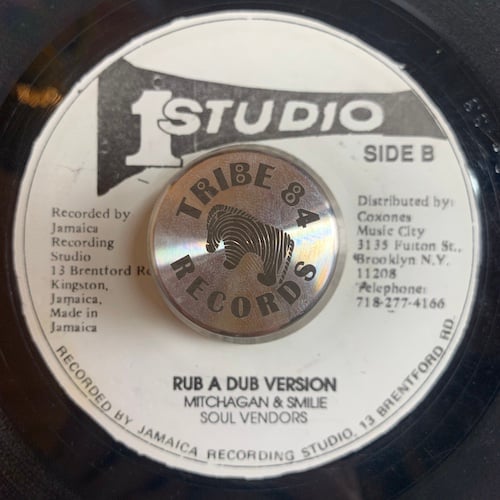 1 STUDIO
SIDE B
TRIBE 84
RECORDS
Recorded by
Jamaica
Recording
Studio
13 Brentford
Kingston,
Jamaica,
Made in
Jamaica
Distributed by:
Coxones
Music City
3135 Fulton St.,
Brooklyn N.Y.
11208
Telephone:
718-277-4166
RUB A DUB VERSION
MITCHAGAN & SMILIE
SOUL VENDORS
RECORDED BY JAMAICA RECORDING STUDIO, 13 BRENTFORD RD.